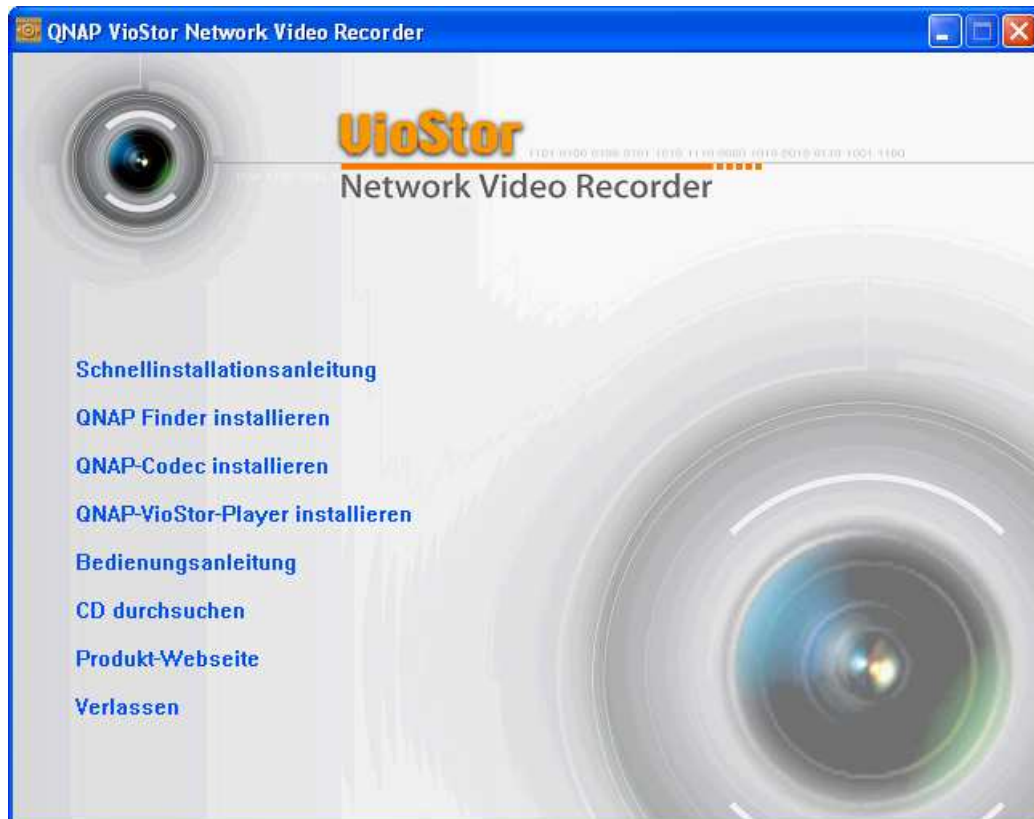 QNAP VioStor Network Video Recorder
VioStor
Network Video Recorder
Schnellinstallationsanleitung
QNAP Finder installieren
QNAP-Codec installieren
QNAP-VioStor-Player installieren
Bedienungsanleitung
CD durchsuchen
Produkt-Webseite
Verlassen